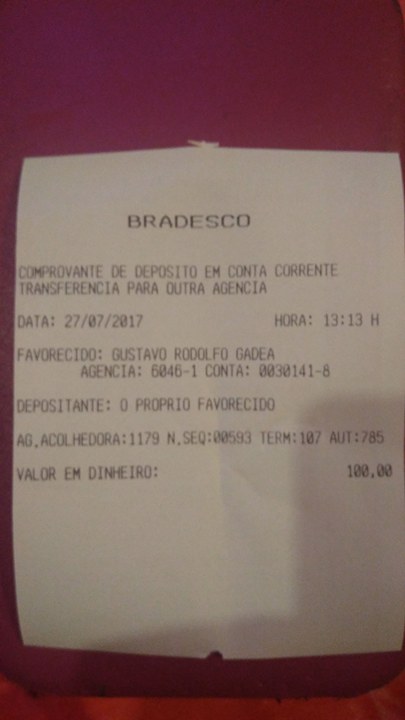 BRADESCO
COMPROVANTE DE DEPOSITO EM CONTA CORRENTE
TRANSFERENCIA PARA OUTRA AGENCIA
DATA: 27/07/2017 HORA: 13:13 H
FAVORECIDO: GUSTAVO RODOLFO GADEA
AGENCIA: 6046-1 CONTA: 0030141-8
DEPOSITANTE: O PROPRIO FAVORECIDO
AG.ACOLHEDORA:1179 N.SEQ:00593 TERM:107 AUT:785
VALOR EM DINHEIRO: 100,00